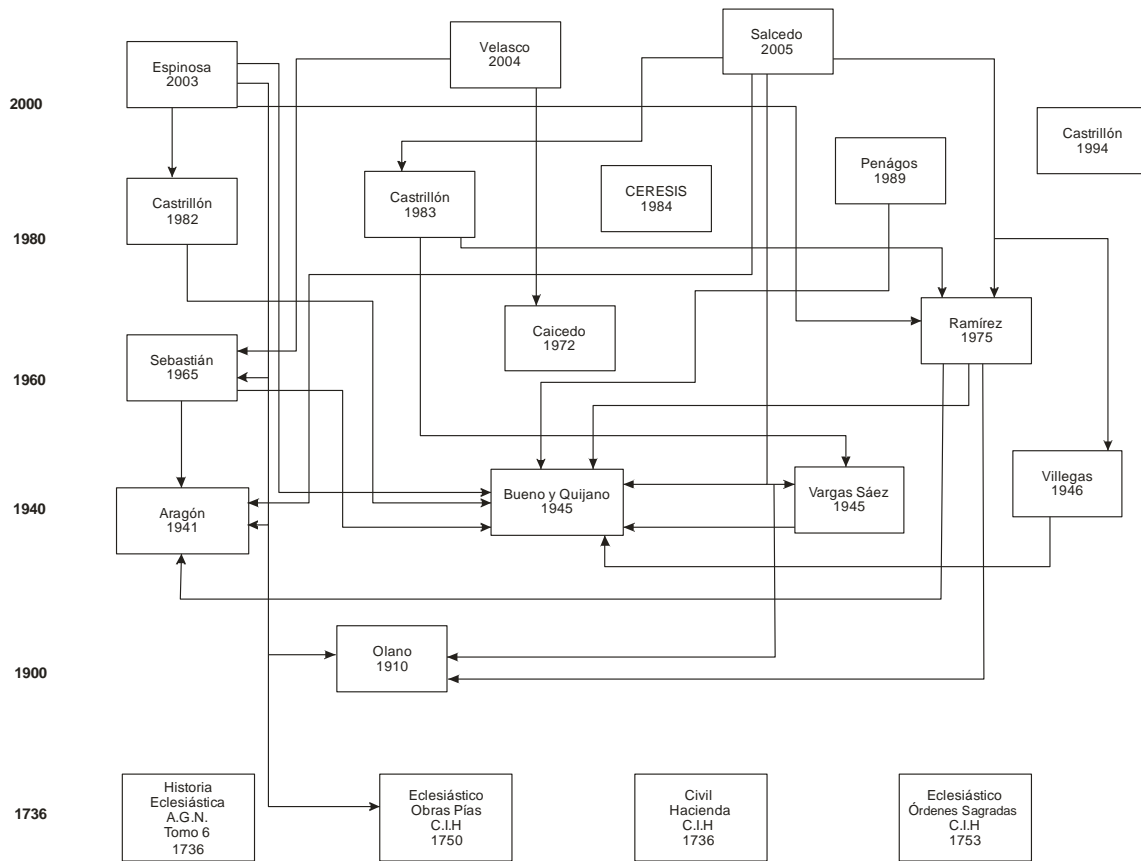 Salcedo
2005
Velasco
2004
Espinosa
2003
2000
Castrillón
1994
Penágos
1989
CERESIS
1984
Castrillón
1983
Castrillón
1982
1980
Ramírez
1975
Caicedo
1972
Sebastián
1965
1960
Villegas
1946
Bueno y Quijano
1945
Vargas Sáez
1945
Aragón
1941
1940
Olano
1910
1900
Historia
Eclesiástica
A.G.N.
Tomo 6
1736
Eclesiástico
Obras Pías
C.I.H
1750
Civil
Hacienda
C.I.H
1736
Eclesiástico
Órdenes Sagradas
C.I.H
1753
1736